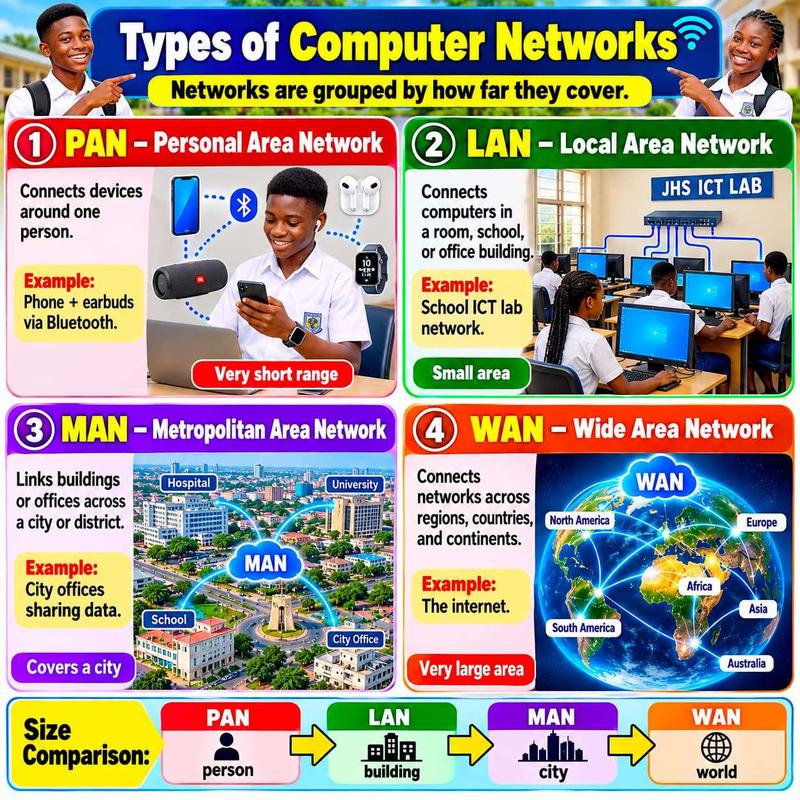 Types of Computer Networks
Networks are grouped by how far they cover.
1 PAN – Personal Area Network
Connects devices
around one
person.
Example:
Phone + earbuds
via Bluetooth.
JBL
Very short range
2 LAN – Local Area Network
Connects
computers in
a room, school,
or office building.
Example:
School ICT lab
network.
JHS ICT LAB
Small area
3 MAN – Metropolitan Area Network
Links buildings
or offices across
a city or district.
Example:
City offices
sharing data.
Hospital
University
MAN
School
City Office
Covers a city
4 WAN – Wide Area Network
Connects
networks across
regions, countries,
and continents.
Example:
The internet.
WAN
North America
Europe
Africa
Asia
South America
Australia
Very large area
Size
Comparison:
PAN
person
LAN
building
MAN
city
WAN
world